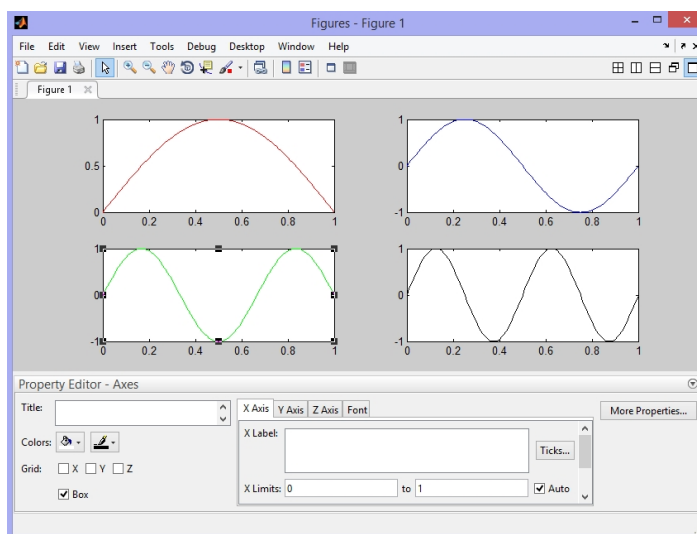 Figures - Figure 1
File Edit View Insert Tools Debug Desktop Window Help
Figure 1
1
0.5
0
0 0.2 0.4 0.6 0.8 1
1
0
-1
0 0.2 0.4 0.6 0.8 1
1
0
-1
0 0.2 0.4 0.6 0.8 1
1
0
-1
0 0.2 0.4 0.6 0.8 1
Property Editor - Axes
Title:
Colors:
Grid: X Y Z
Box
X Axis Y Axis Z Axis Font
X Label:
Ticks...
X Limits: 0 to 1 Auto
More Properties...